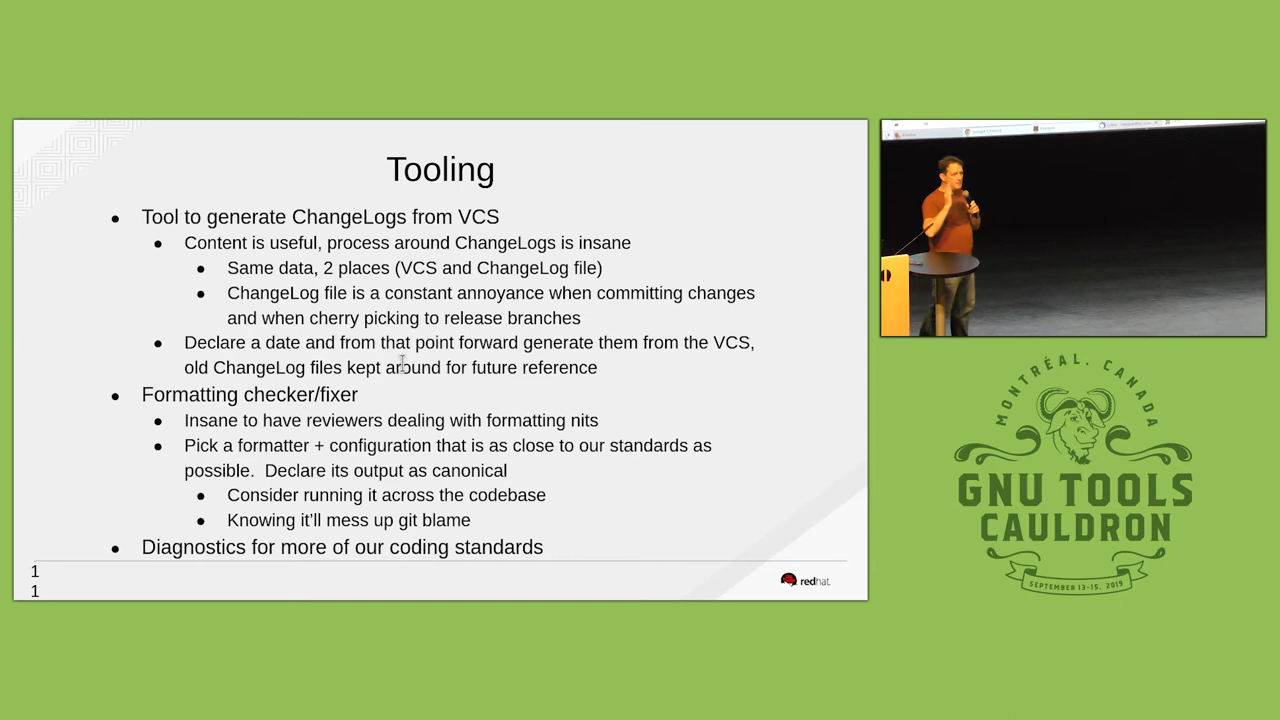 Tooling
● Tool to generate ChangeLogs from VCS
● Content is useful, process around ChangeLogs is insane
● Same data, 2 places (VCS and ChangeLog file)
● ChangeLog file is a constant annoyance when committing changes
and when cherry picking to release branches
● Declare a date and from that point forward generate them from the VCS,
old ChangeLog files kept around for future reference
● Formatting checker/fixer
● Insane to have reviewers dealing with formatting nits
● Pick a formatter + configuration that is as close to our standards as
possible.  Declare its output as canonical
● Consider running it across the codebase
● Knowing it'll mess up git blame
● Diagnostics for more of our coding standards
1
1
redhat.
MONTRÉAL, CANADA
GNU TOOLS
CAULDRON
SEPTEMBER 13-15, 2019